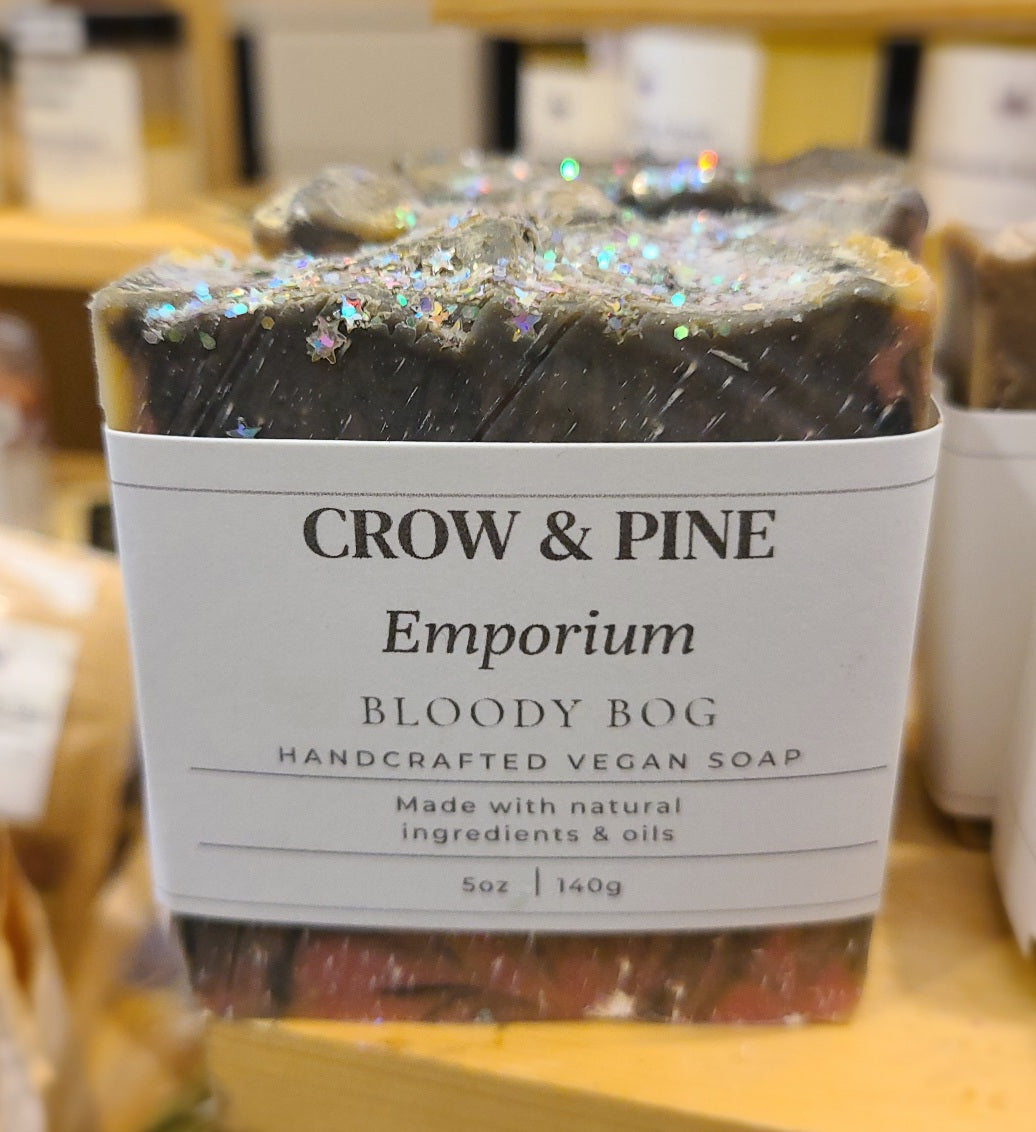 CROW & PINE
Emporium
BLOODY BOG
HANDCRAFTED VEGAN SOAP
Made with natural
ingredients & oils
5oz | 140g